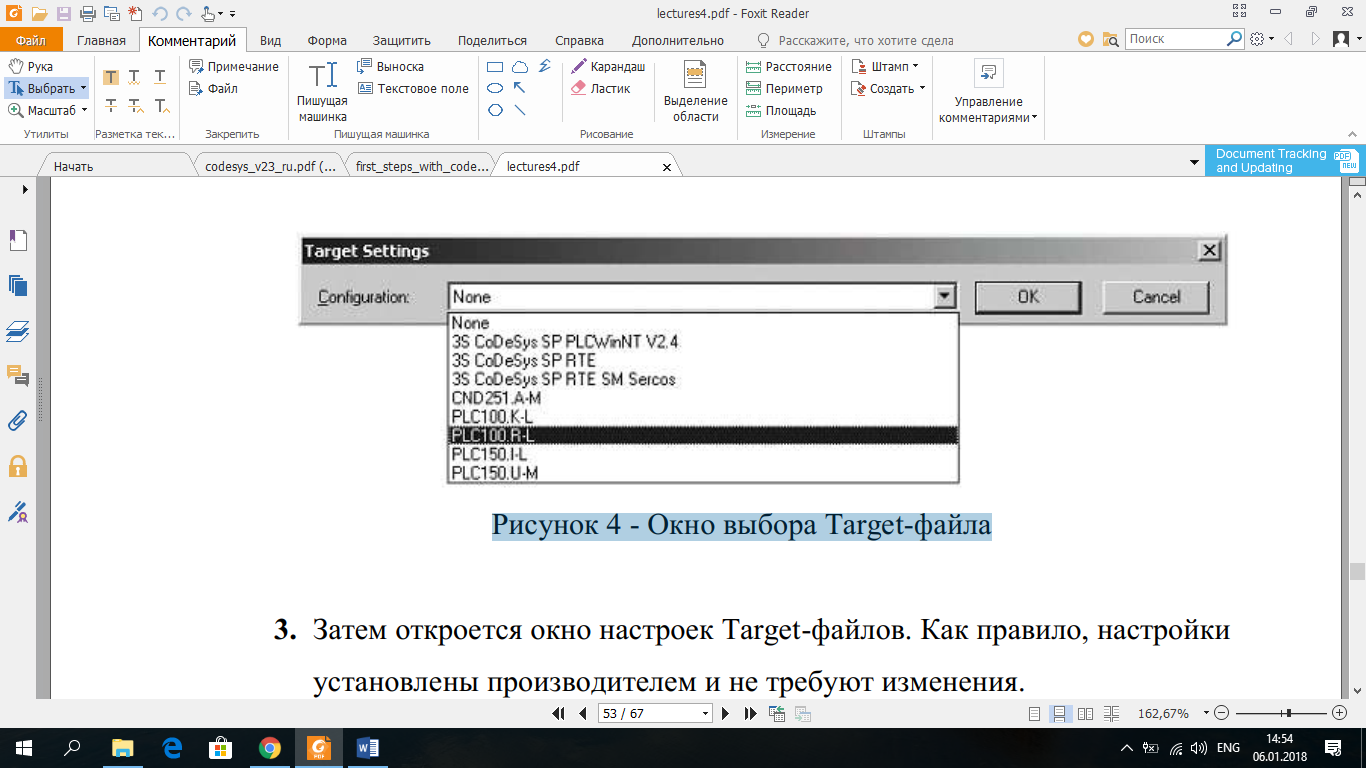 lectures4.pdf - Foxit Reader
Файл Главная Комментарий Вид Форма Защитить Поделиться Справка Дополнительно Расскажите, что хотите сдела Поиск
Рука
Выбрать
Масштаб
Утилиты
T T T
T T T
Разметка тек...
Примечание
Файл
Закрепить
Пишущая
машинка
Выноска
Текстовое поле
Пишущая машинка
Карандаш
Ластик
Рисование
Выделение
области
Расстояние
Периметр
Площадь
Измерение
Штамп
Создать
Штампы
Управление
комментариями
Начать codesys_v23_ru.pdf (... first_steps_with_code... lectures4.pdf
Document Tracking
and Updating
PDF
NEW
Target Settings
Configuration: None OK Cancel
None
3S CoDeSys SP PLCWinNT V2.4
3S CoDeSys SP RTE
3S CoDeSys SP RTE SM Sercos
CND251.A-M
PLC100.K-L
PLC100.R-L
PLC150.I-L
PLC150.U-M
Рисунок 4 - Окно выбора Target-файла
3. Затем откроется окно настроек Target-файлов. Как правило, настройки
установлены производителем и не требуют изменения.
53 / 67 162,67%
ENG
14:54
06.01.2018